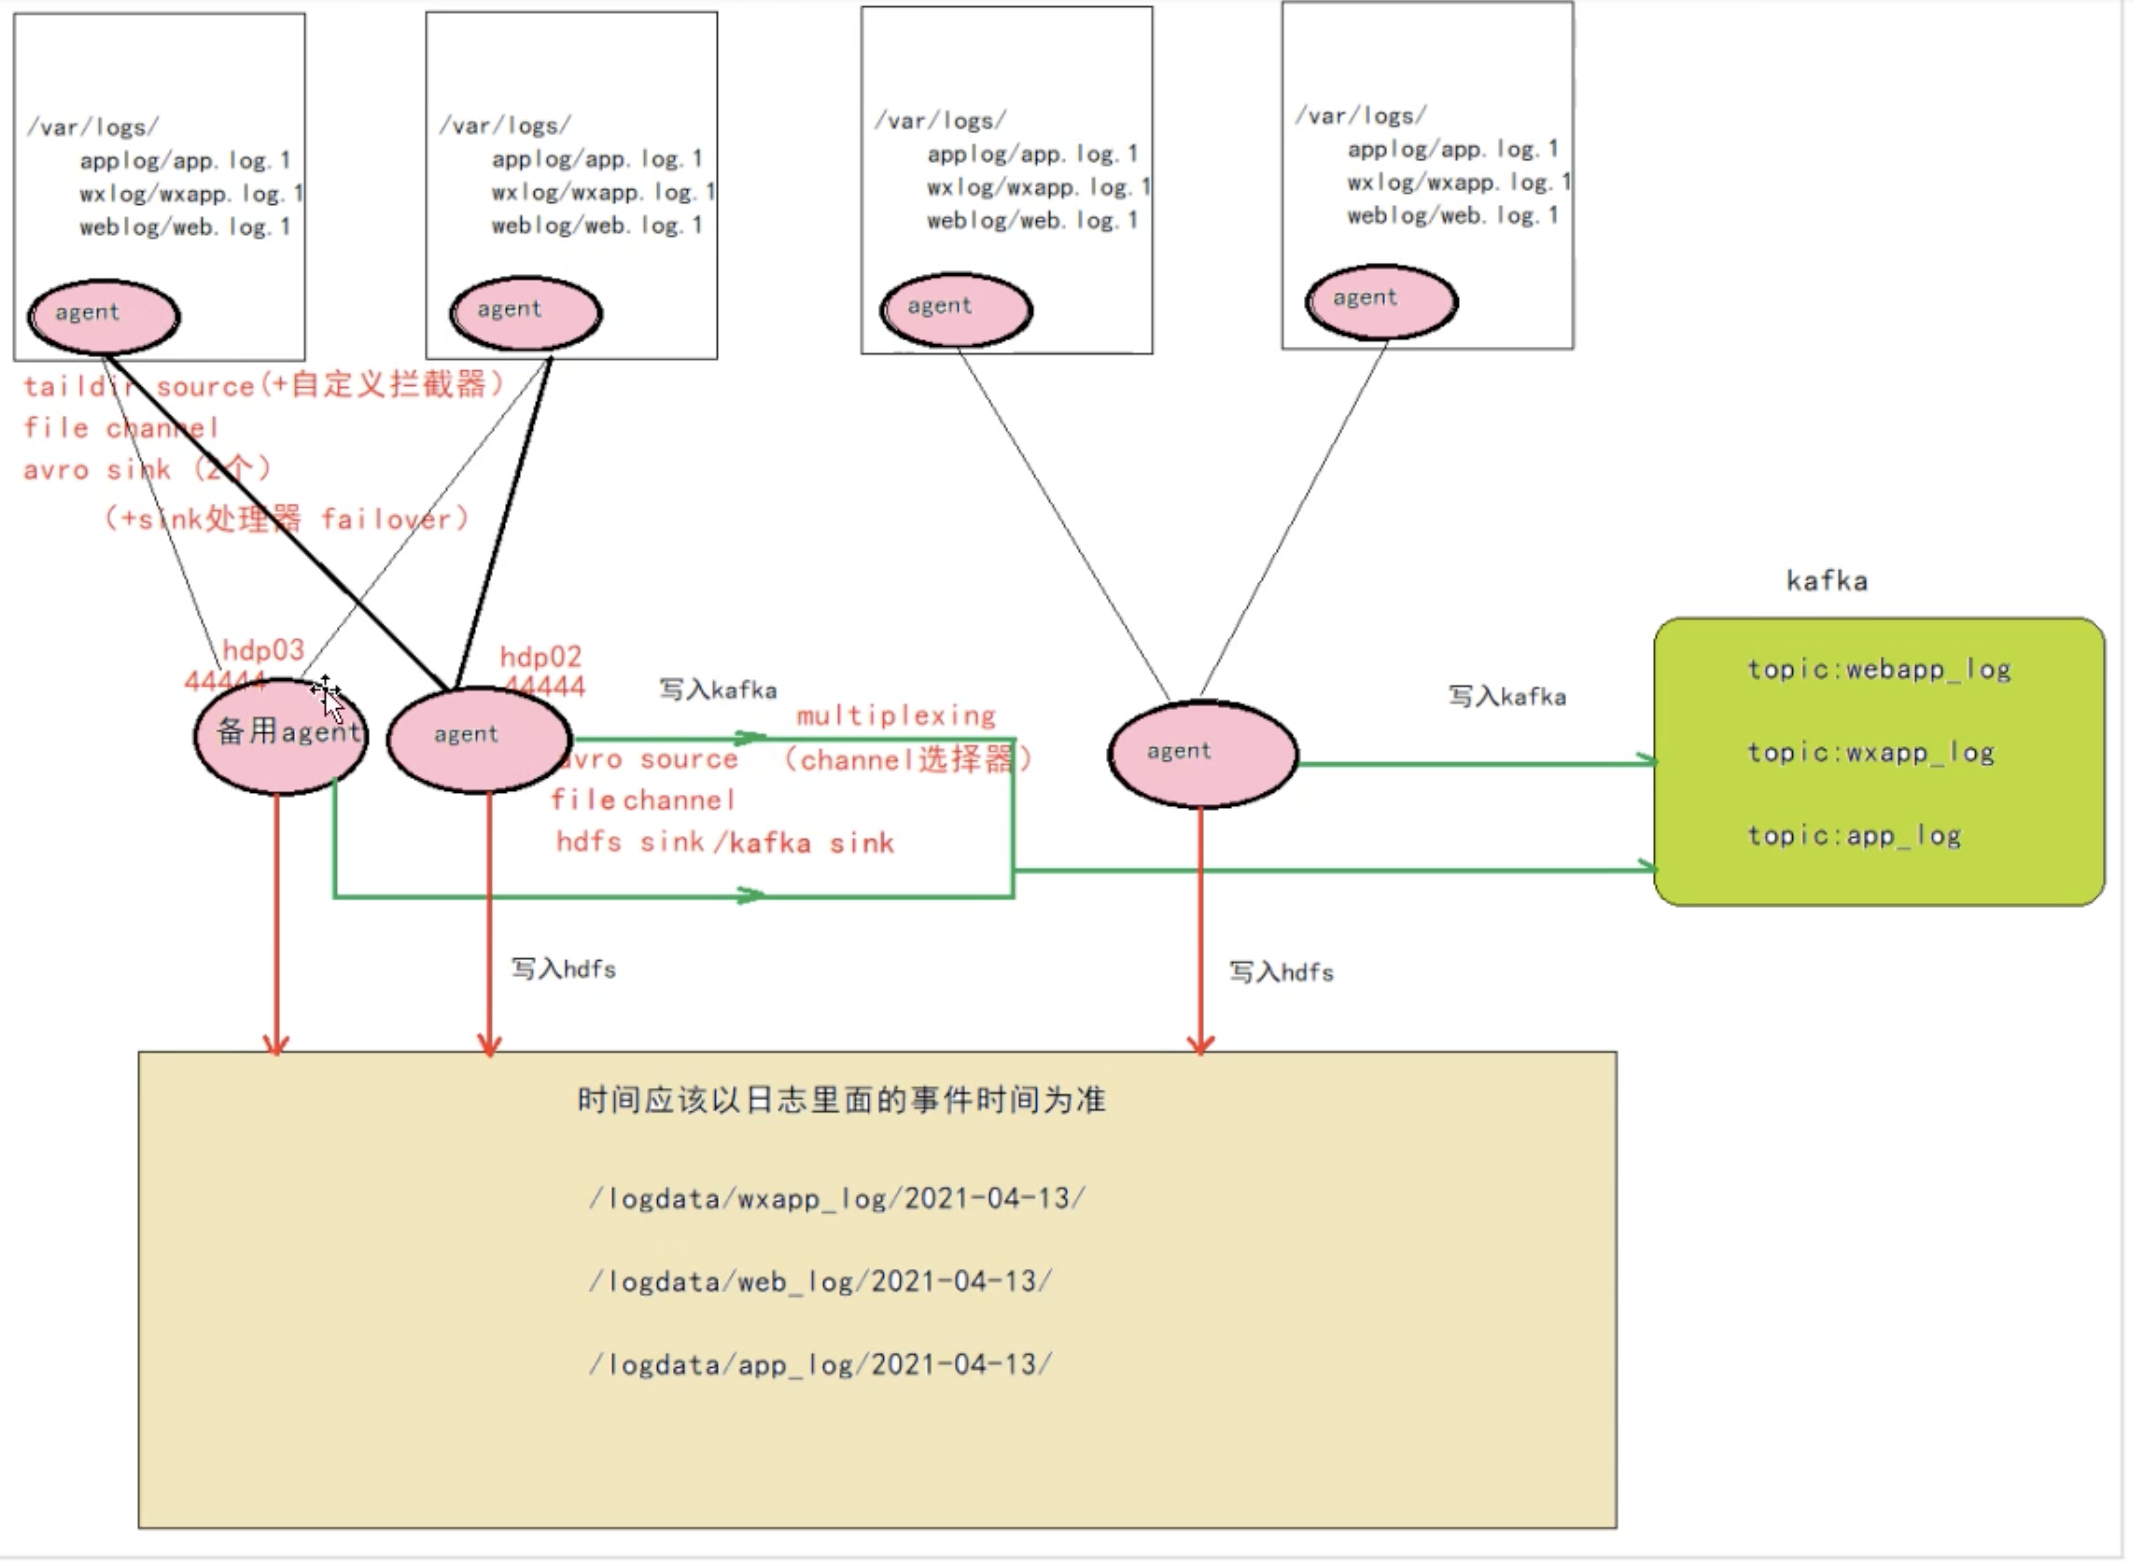 /var/logs/
applog/app.log.1
wxlog/wxapp.log.1
weblog/web.log.1
agent
/var/logs/
applog/app.log.1
wxlog/wxapp.log.1
weblog/web.log.1
agent
/var/logs/
applog/app.log.1
wxlog/wxapp.log.1
weblog/web.log.1
agent
/var/logs/
applog/app.log.1
wxlog/wxapp.log.1
weblog/web.log.1
agent
taildir source(+自定义拦截器）
file channel
avro sink（2个）
（+sink处理器 failover）
hdp03
44444
备用agent
hdp02
44444
agent
写入kafka
multiplexing
（channel选择器）
avro source
file channel
hdfs sink/kafka sink
agent
写入kafka
kafka
topic:webapp_log
topic:wxapp_log
topic:app_log
写入hdfs
写入hdfs
时间应该以日志里面的事件时间为准
/logdata/wxapp_log/2021-04-13/
/logdata/web_log/2021-04-13/
/logdata/app_log/2021-04-13/